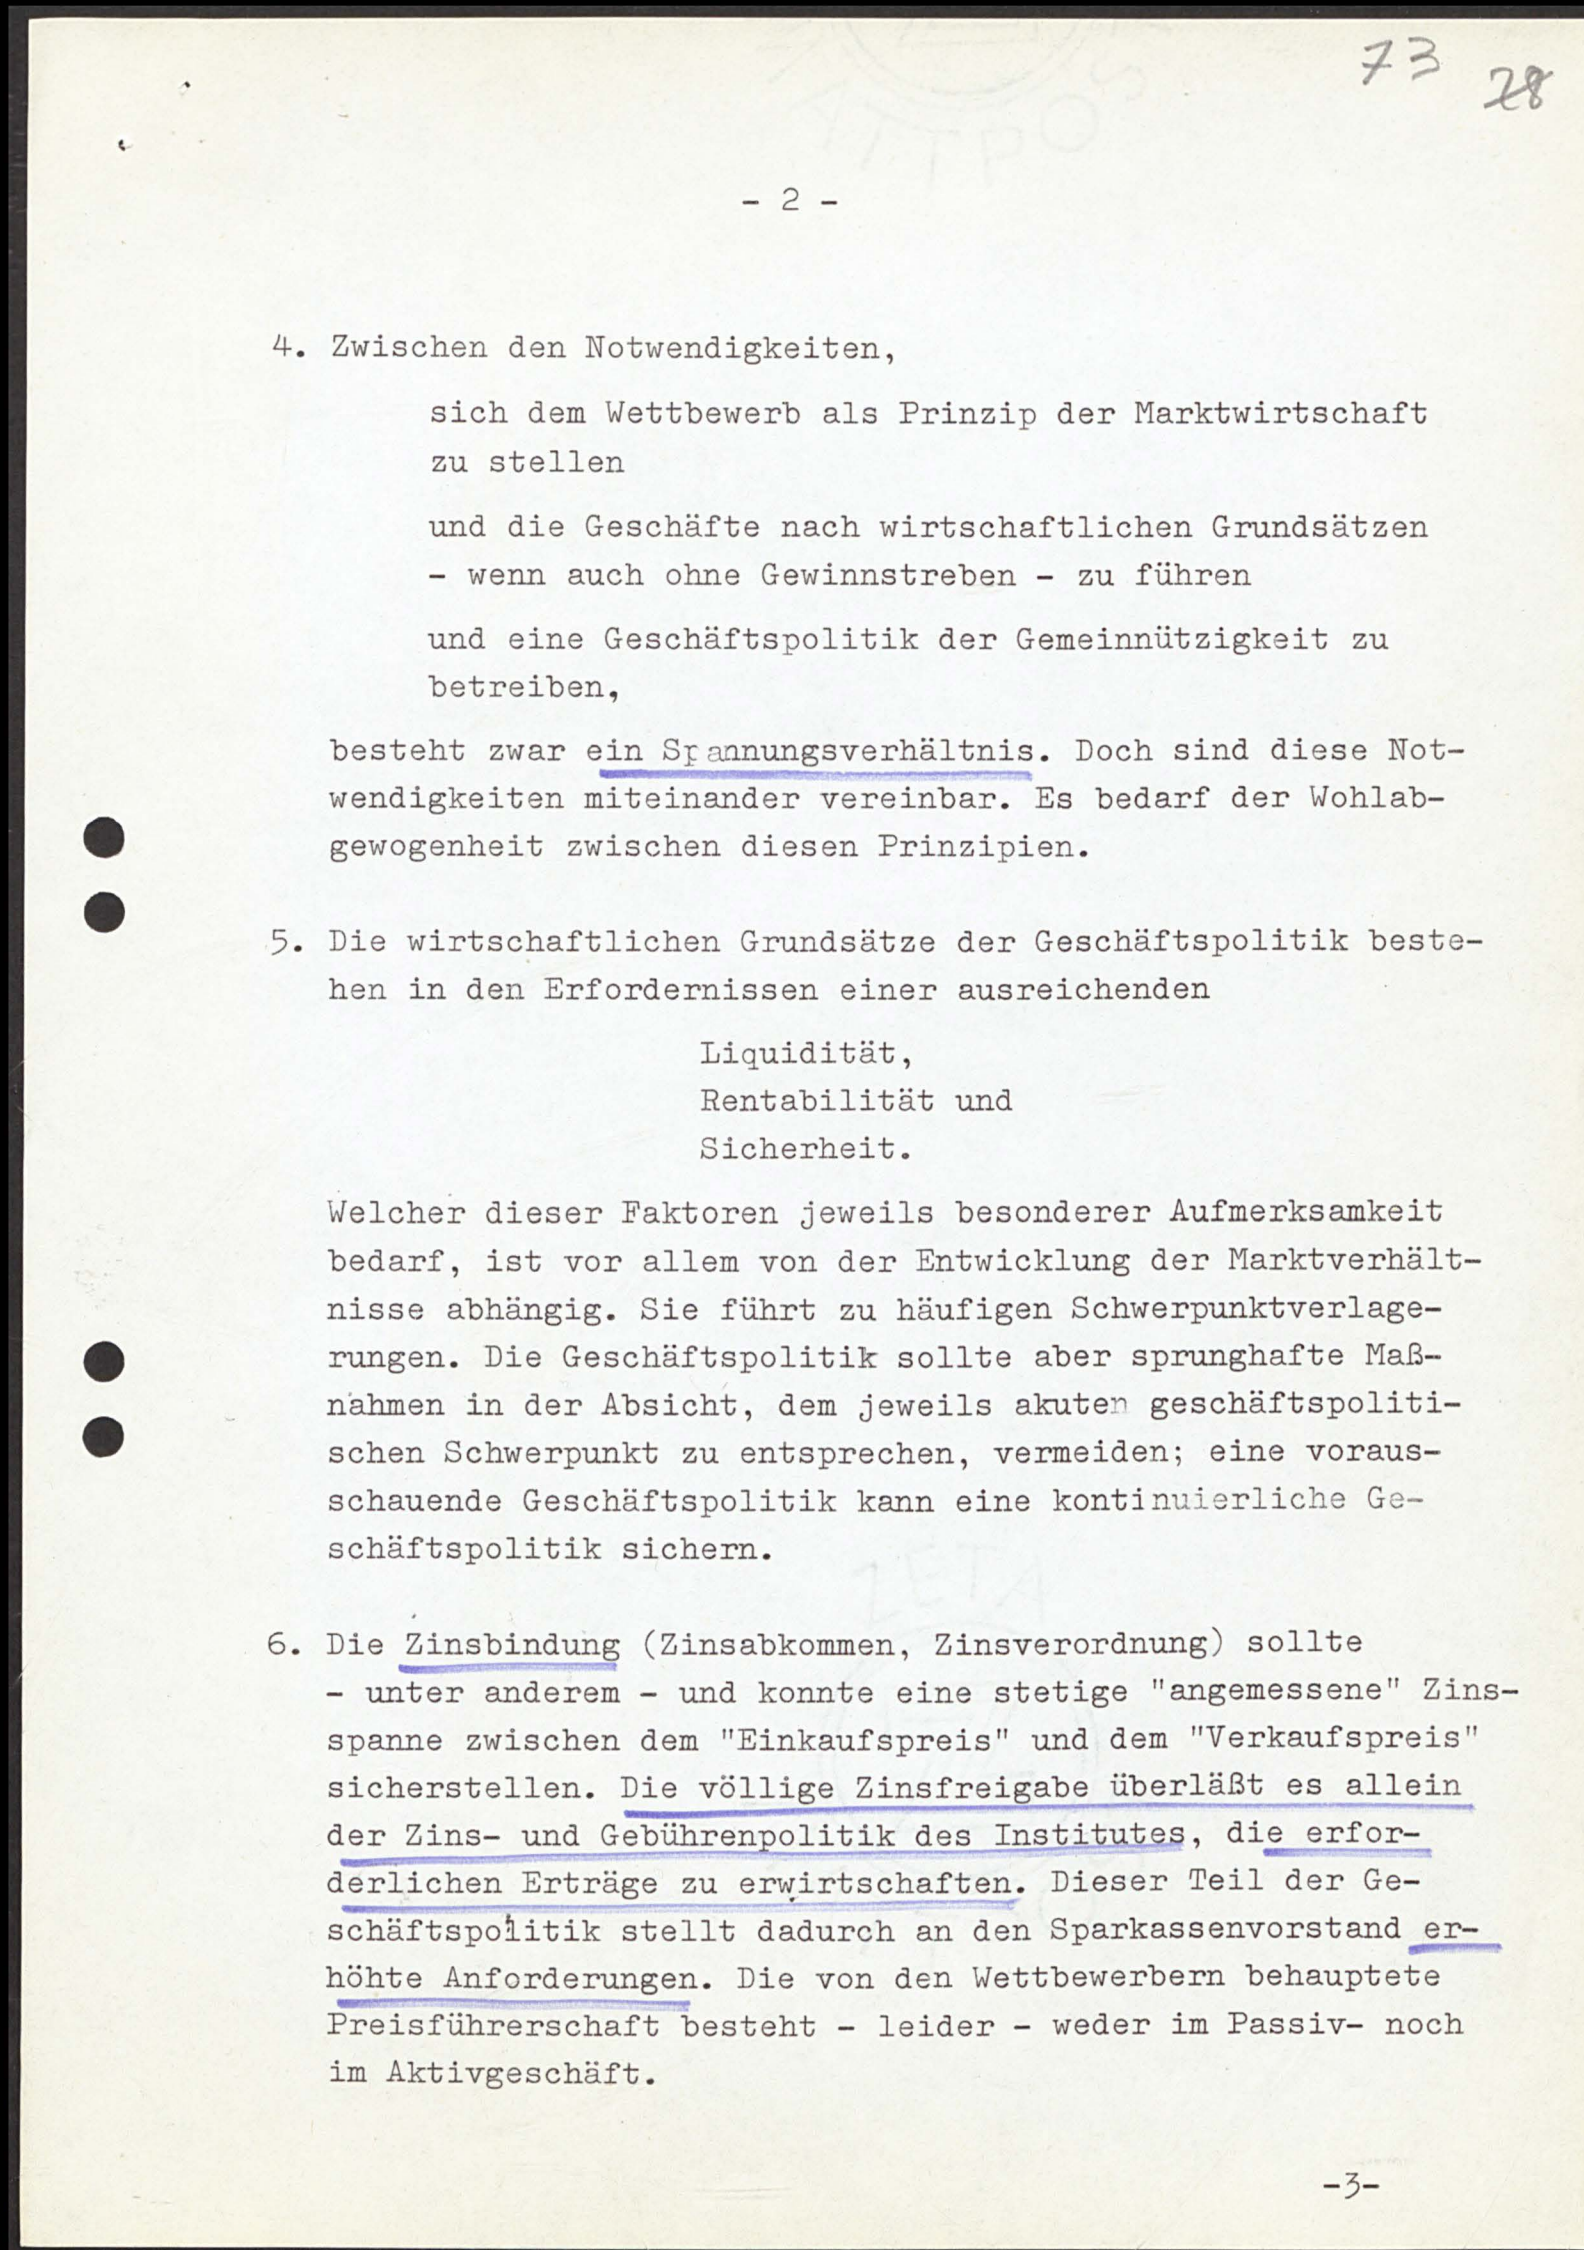 73 28
- 2 -
4. Zwischen den Notwendigkeiten,
sich dem Wettbewerb als Prinzip der Marktwirtschaft
zu stellen
und die Geschäfte nach wirtschaftlichen Grundsätzen
- wenn auch ohne Gewinnstreben - zu führen
und eine Geschäftspolitik der Gemeinnützigkeit zu
betreiben,
besteht zwar ein Spannungsverhältnis. Doch sind diese Not-
wendigkeiten miteinander vereinbar. Es bedarf der Wohlab-
gewogenheit zwischen diesen Prinzipien.
5. Die wirtschaftlichen Grundsätze der Geschäftspolitik beste-
hen in den Erfordernissen einer ausreichenden
Liquidität,
Rentabilität und
Sicherheit.
Welcher dieser Faktoren jeweils besonderer Aufmerksamkeit
bedarf, ist vor allem von der Entwicklung der Marktverhält-
nisse abhängig. Sie führt zu häufigen Schwerpunktverlage-
rungen. Die Geschäftspolitik sollte aber sprunghafte Maß-
nahmen in der Absicht, dem jeweils akuten geschäftspoliti-
schen Schwerpunkt zu entsprechen, vermeiden; eine voraus-
schauende Geschäftspolitik kann eine kontinuierliche Ge-
schäftspolitik sichern.
6. Die Zinsbindung (Zinsabkommen, Zinsverordnung) sollte
- unter anderem - und konnte eine stetige "angemessene" Zins-
spanne zwischen dem "Einkaufspreis" und dem "Verkaufspreis"
sicherstellen. Die völlige Zinsfreigabe überläßt es allein
der Zins- und Gebührenpolitik des Institutes, die erfor-
derlichen Erträge zu erwirtschaften. Dieser Teil der Ge-
schäftspolitik stellt dadurch an den Sparkassenvorstand er-
höhte Anforderungen. Die von den Wettbewerbern behauptete
Preisführerschaft besteht - leider - weder im Passiv- noch
im Aktivgeschäft.
-3-